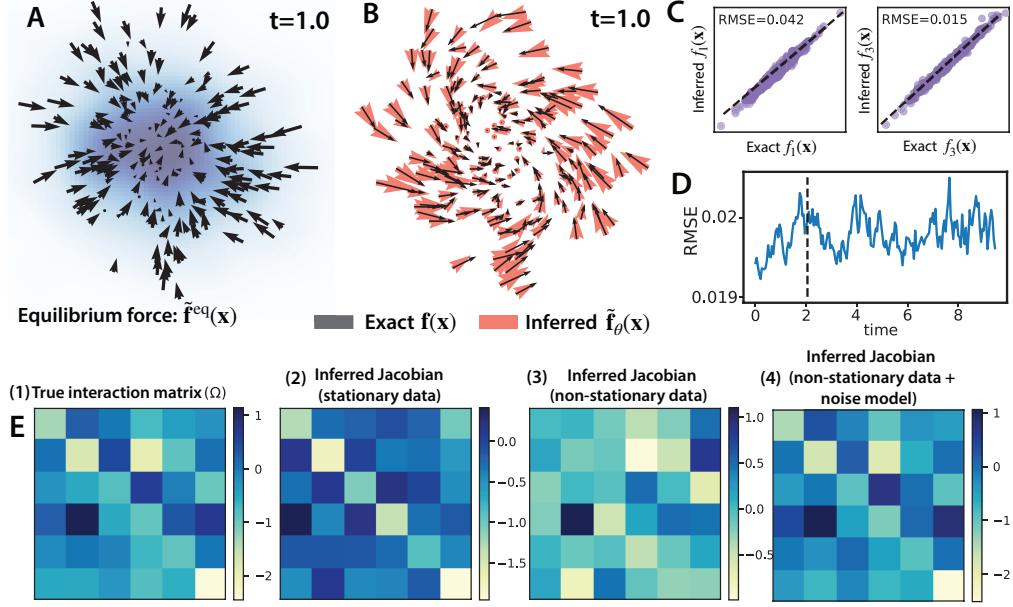 A
t=1.0
Equilibrium force: f̃^eq(x)
B
t=1.0
Exact f(x)
Inferred f̃_θ(x)
C
RMSE=0.042
Inferred f₁(x)
Exact f₁(x)
RMSE=0.015
Inferred f₃(x)
Exact f₃(x)
D
RMSE
0.02
0.019
0
2
4
6
8
time
E
(1) True interaction matrix (Ω)
1
0
−1
−2
(2) Inferred Jacobian
(stationary data)
0.0
−0.5
−1.0
−1.5
(3) Inferred Jacobian
(non-stationary data)
1.0
0.5
0.0
−0.5
(4) Inferred Jacobian
(non-stationary data +
noise model)
1
0
−1
−2